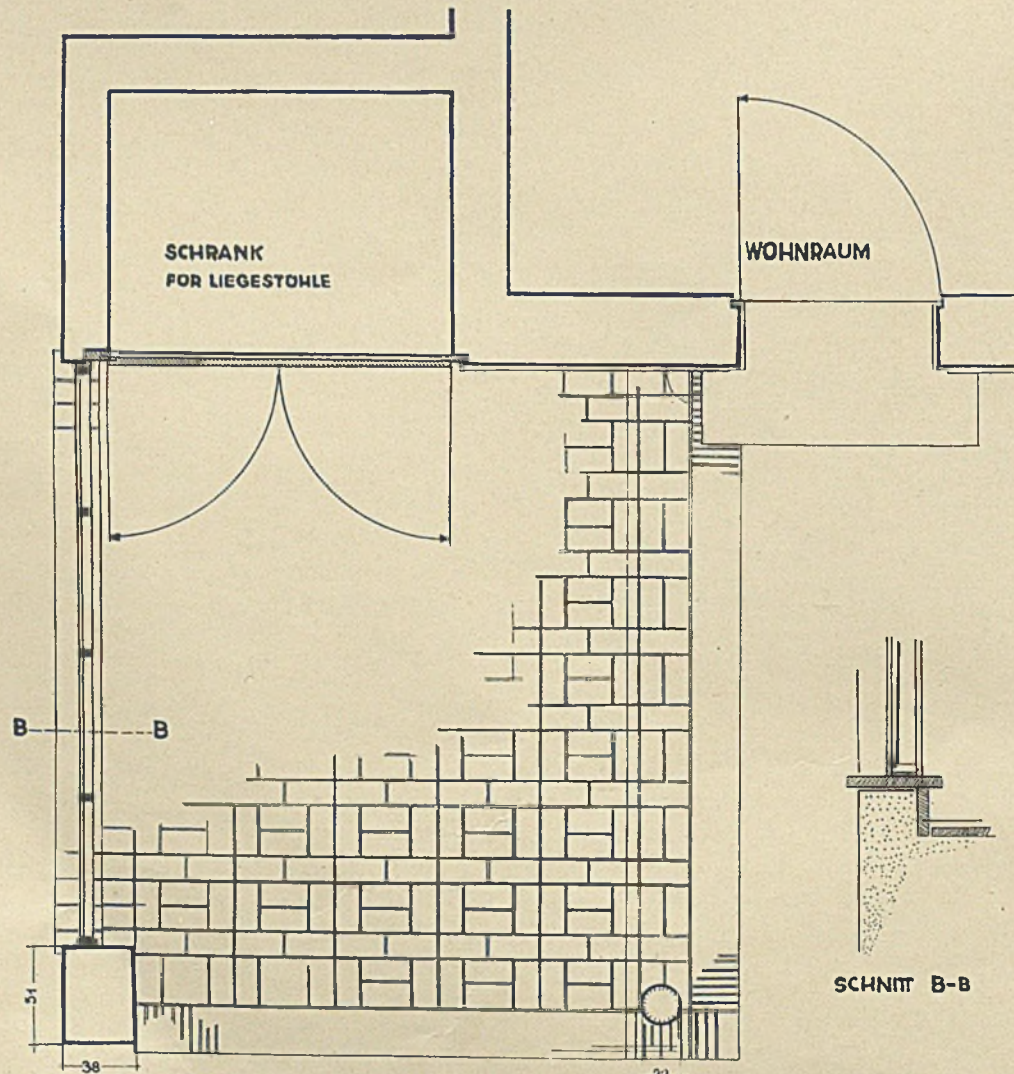 SCHRANK
FÜR LIEGESTÜHLE
WOHNRAUM
B
B
51
38
SCHNITT B-B